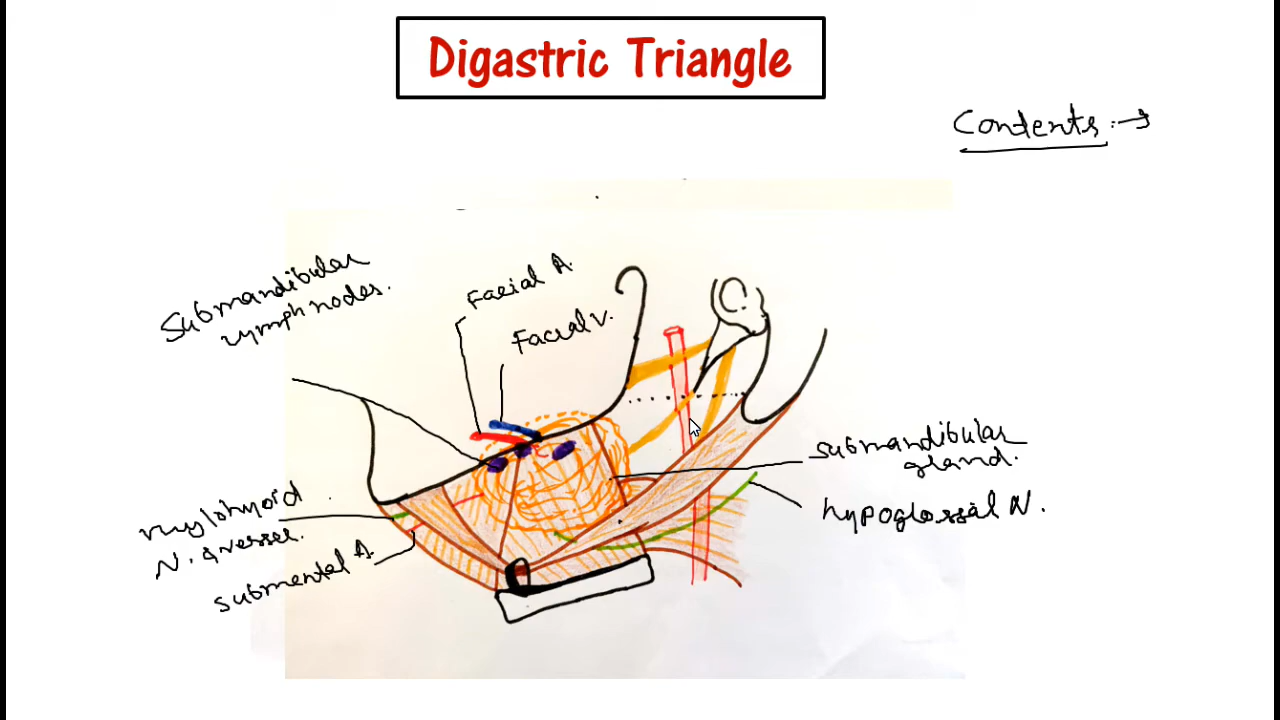 Digastric Triangle
Contents :→
Submandibular
lymph nodes.
Facial A.
Facial V.
submandibular
gland.
hypoglossal N.
mylohyoid
N. & vessel.
submental A.